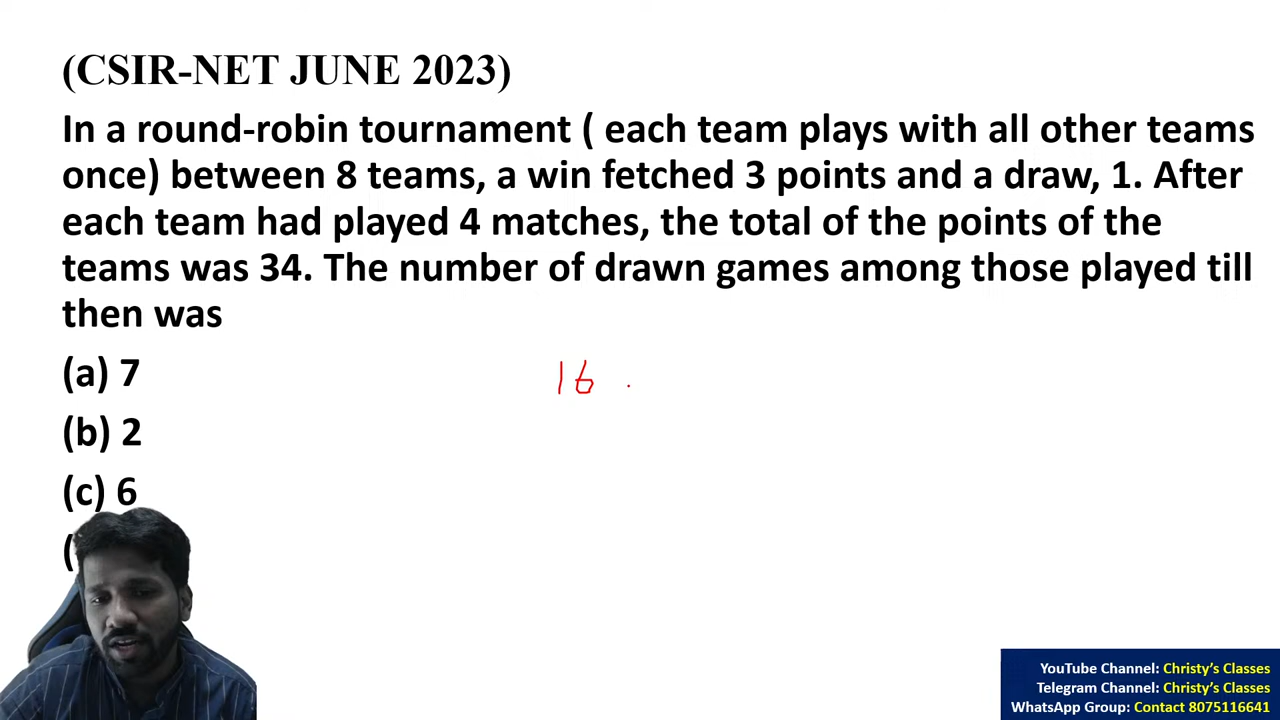 (CSIR-NET JUNE 2023)
In a round-robin tournament ( each team plays with all other teams
once) between 8 teams, a win fetched 3 points and a draw, 1. After
each team had played 4 matches, the total of the points of the
teams was 34. The number of drawn games among those played till
then was
(a) 7
16
(b) 2
(c) 6
(
YouTube Channel: Christy's Classes
Telegram Channel: Christy's Classes
WhatsApp Group: Contact 8075116641